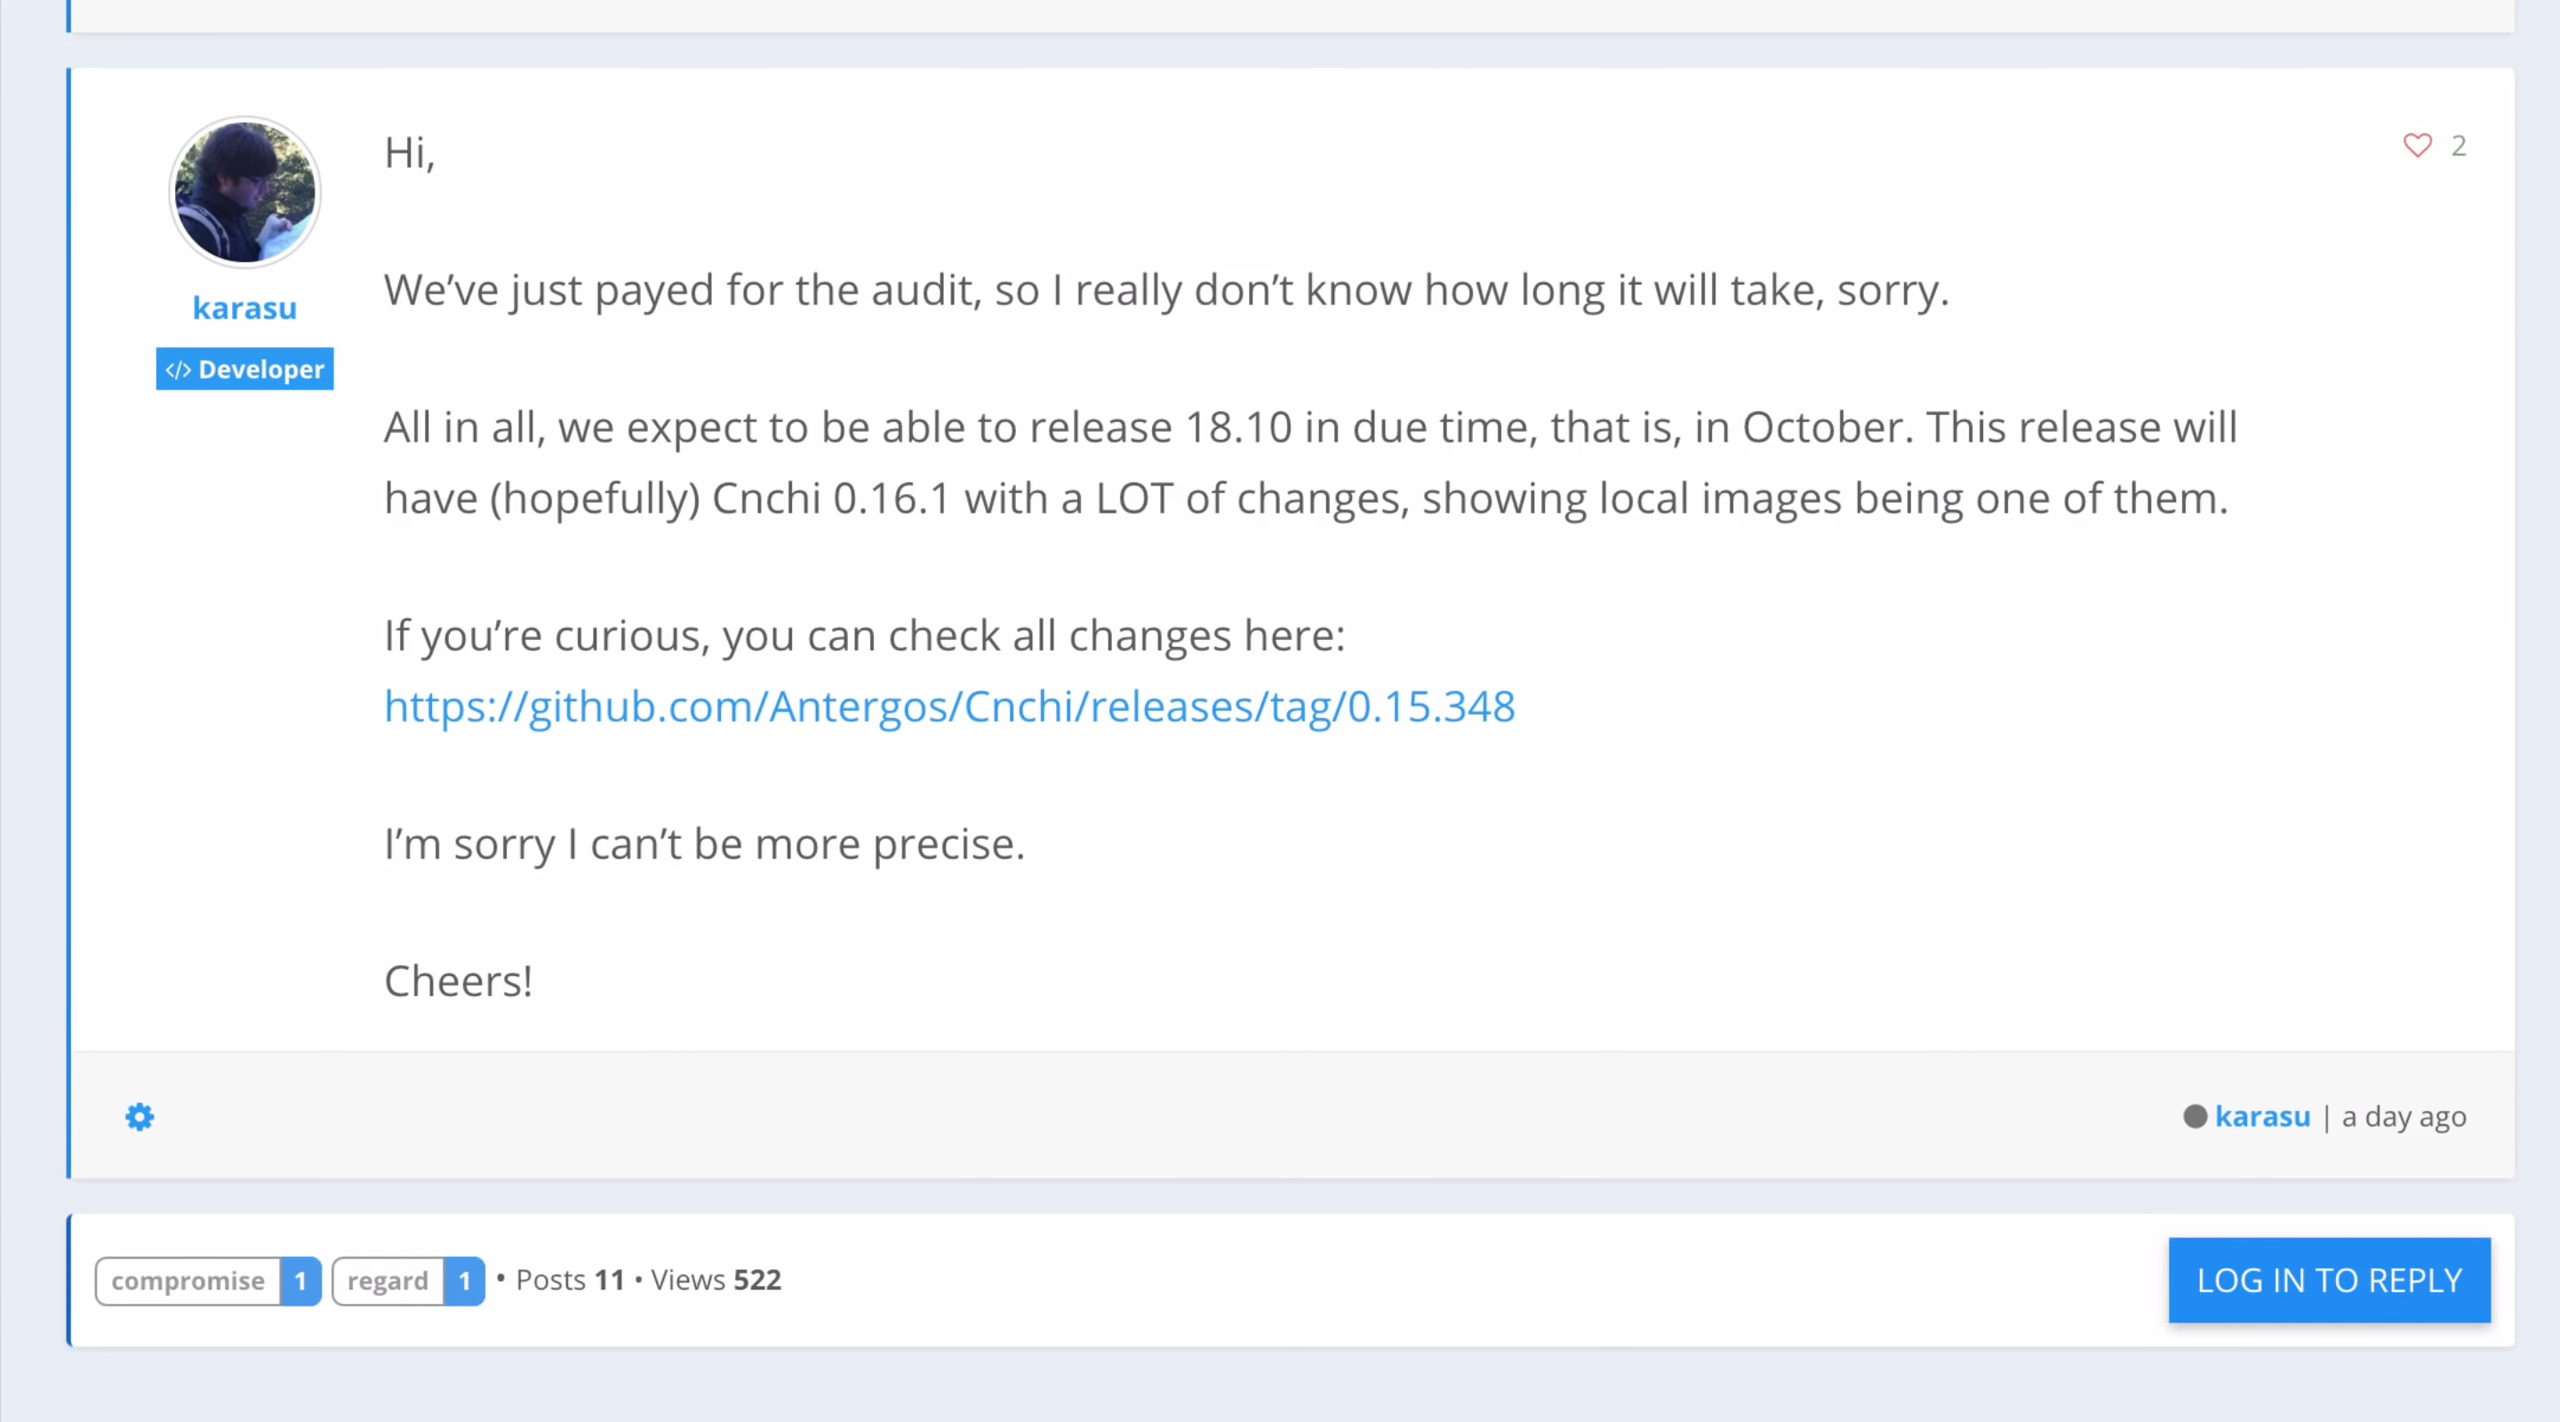 Hi,
2
We’ve just payed for the audit, so I really don’t know how long it will take, sorry.
karasu
</> Developer
All in all, we expect to be able to release 18.10 in due time, that is, in October. This release will
have (hopefully) Cnchi 0.16.1 with a LOT of changes, showing local images being one of them.
If you’re curious, you can check all changes here:
https://github.com/Antergos/Cnchi/releases/tag/0.15.348
I’m sorry I can’t be more precise.
Cheers!
karasu | a day ago
compromise 1 regard 1 • Posts 11 • Views 522
LOG IN TO REPLY